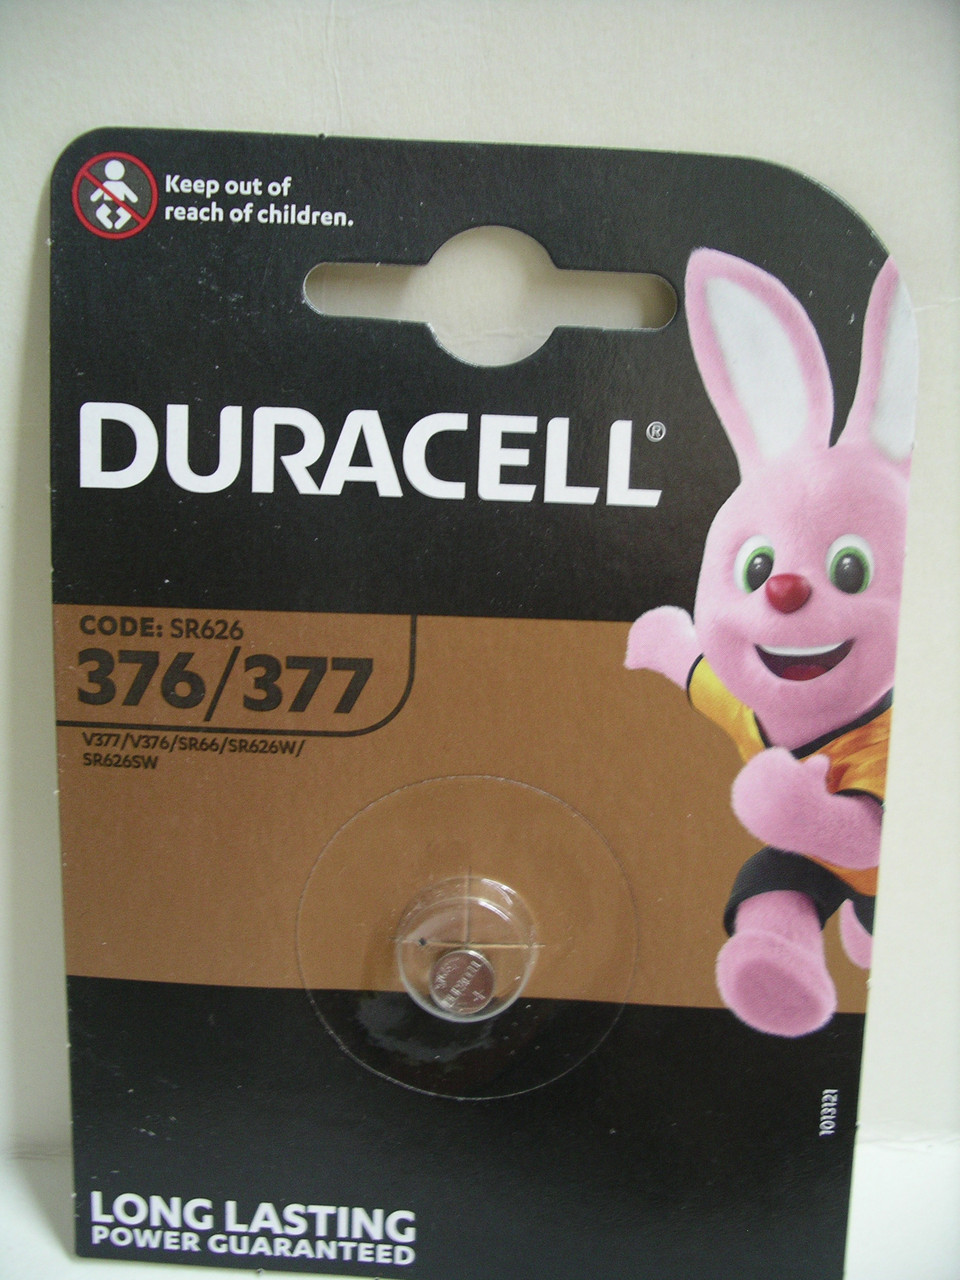 Keep out of
reach of children.
DURACELL®
CODE: SR626
376/377
V377/V376/SR66/SR626W/
SR626SW
DURACELL
+
1013121
LONG LASTING
POWER GUARANTEED